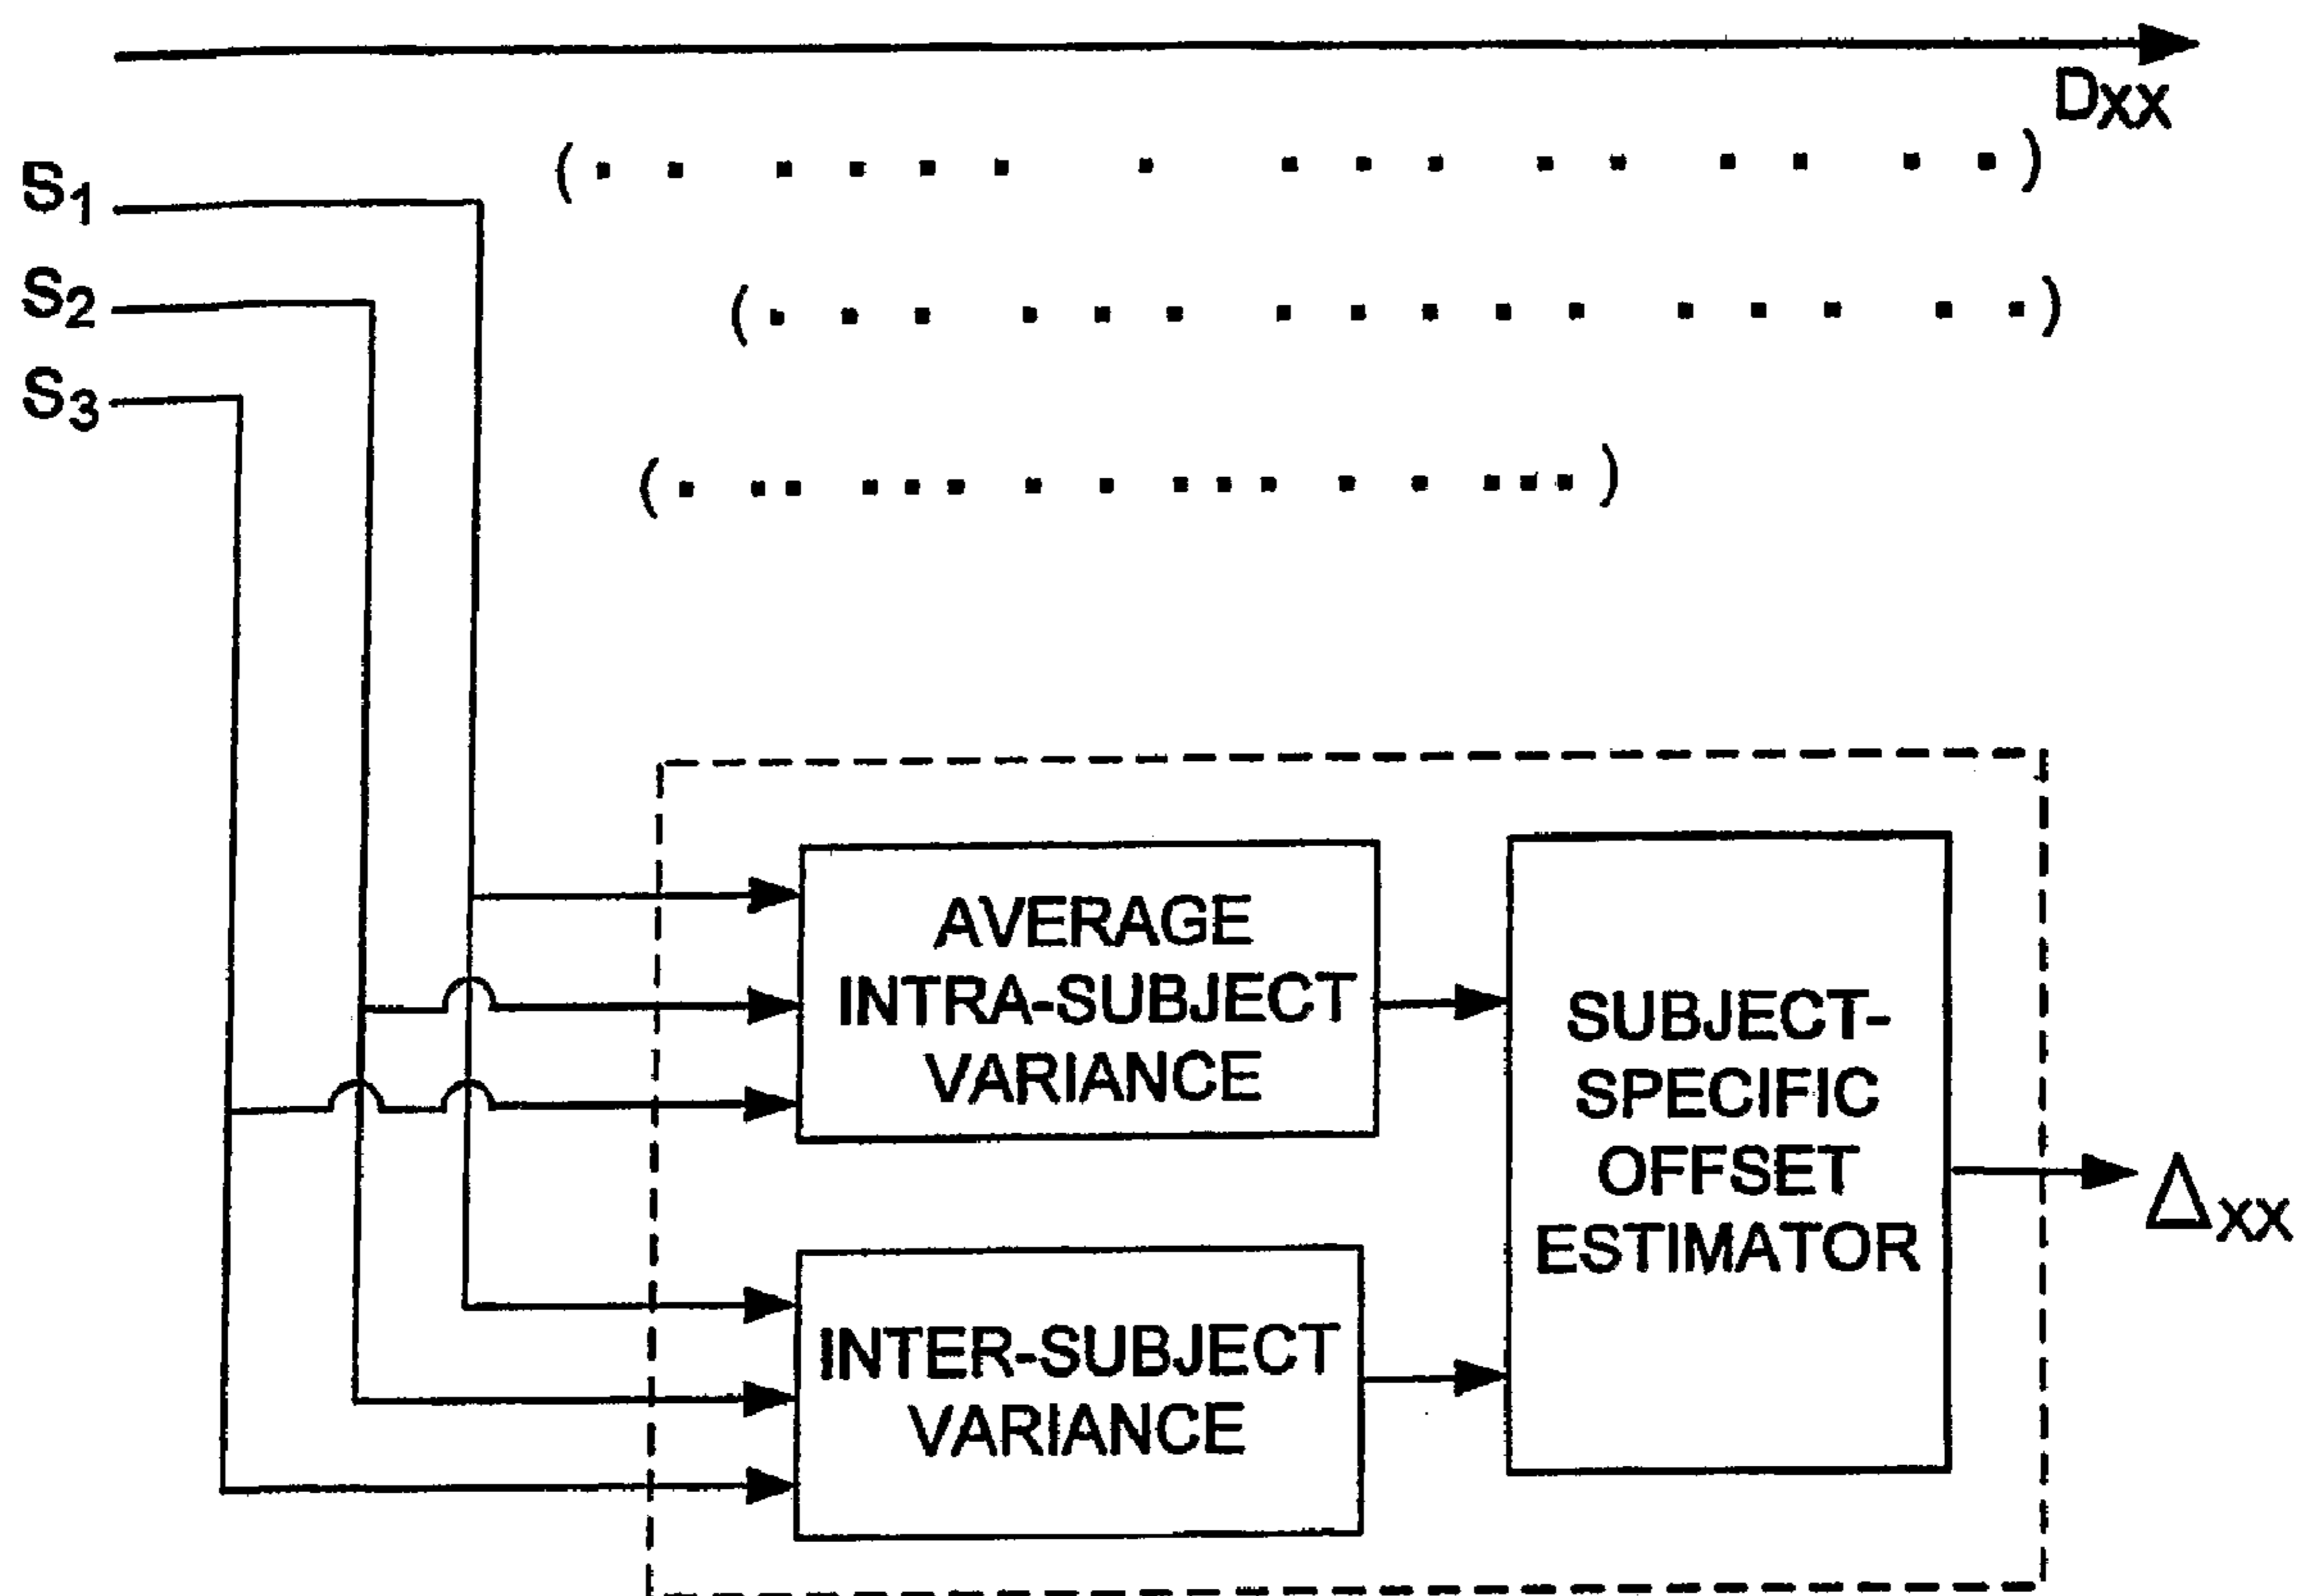 Dxx
S1
S2
S3
AVERAGE
INTRA-SUBJECT
VARIANCE
SUBJECT-
SPECIFIC
OFFSET
ESTIMATOR
Δxx
INTER-SUBJECT
VARIANCE